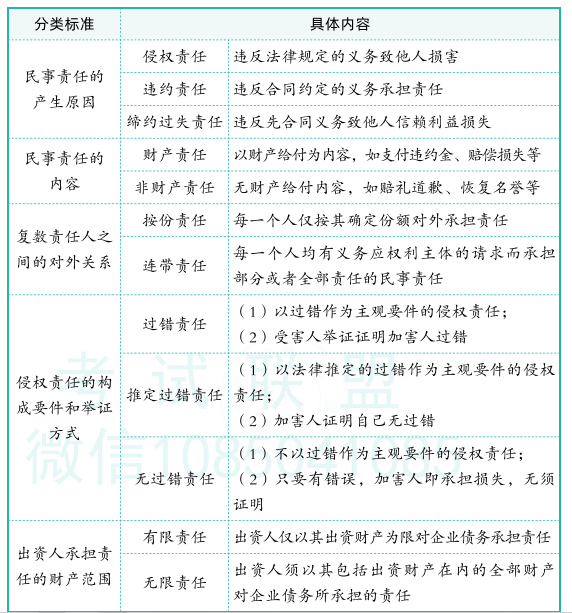 分类标准 具体内容
民事责任的
产生原因
侵权责任 违反法律规定的义务致他人损害
违约责任 违反合同约定的义务承担责任
缔约过失责任 违反先合同义务致他人信赖利益损失
民事责任的
内容
财产责任 以财产给付为内容，如支付违约金、赔偿损失等
非财产责任 无财产给付内容，如赔礼道歉、恢复名誉等
复数责任人之
间的对外关系
按份责任 每一个人仅按其确定份额对外承担责任
连带责任
每一个人均有义务应权利主体的请求而承担
部分或者全部责任的民事责任
侵权责任的构
成要件和举证
方式
过错责任
（1）以过错作为主观要件的侵权责任；
（2）受害人举证证明加害人过错
推定过错责任
（1）以法律推定的过错作为主观要件的侵权
责任；
（2）加害人证明自己无过错
无过错责任
（1）不以过错作为主观要件的侵权责任；
（2）只要有错误，加害人即承担损失，无须
证明
出资人承担责
任的财产范围
有限责任 出资人仅以其出资财产为限对企业债务承担责任
无限责任
出资人须以其包括出资财产在内的全部财产
对企业债务所承担的责任
考试联盟
微信1085041085